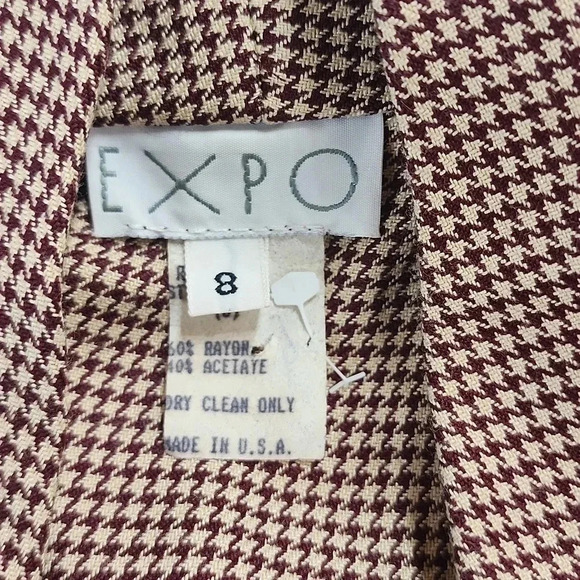 EXPO
8
60% RAYON
40% ACETATE
DRY CLEAN ONLY
MADE IN U.S.A.